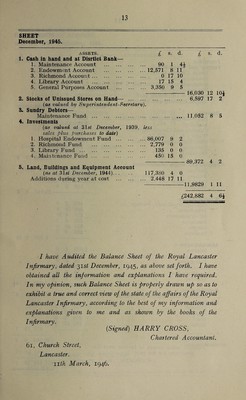 13
SHEET
December, 1945.
ASSETS. £ s. d. £ s. d.
1. Cash in hand and at District Bank—
1. Maintenance Account ... 90 1 4½
2. Endowment Account ... 12,571 8 11
3. Richmond Account ... 0 17 10
4. Library Account ... 17 15 4
5. General Purposes Account ... 3,350 9 5
16,030 12 10½
2. Stocks of Unissued Stores on Hand— ... 6,597 17 2
(as valued by Superintendent-Secretary).
3. Sundry Debtors—
Maintenance Fund ... 11,032 8 5
4. Investments
(as valued at 31st December, 1939, less
sales plus purchases to date)
1. Hospital Endowment Fund ... 86,007 9 2
2. Richmond Fund ... 2,779 0 0
3. Library Fund ... 135 0 0
4. Maintenance Fund ... 450 15 0
89,372 4 2
5. Land, Buildings and Equipment Account
(as at 31st December, 1944) ... 117,360 4 0
Additions during year at cost ... 2,448 17 11
11,9829 1 11
£242,882 4 6½
I have Audited the Balance Sheet of the Royal Lancaster
Infirmary, dated 31st December, 1945, as above set forth. I have
obtained all the information and explanations I have required.
In my opinion, such Balance Sheet is properly drawn up so as to
exhibit a true and correct view of the state of the affairs of the Royal
Lancaster Infirmary, according to the best of my information and
explanations given to me and as shown by the books of the
Infirmary.
(Signed) HARRY CROSS,
Chartered Accountant,
61, Church Street,
Lancaster.
11th March, 1946.